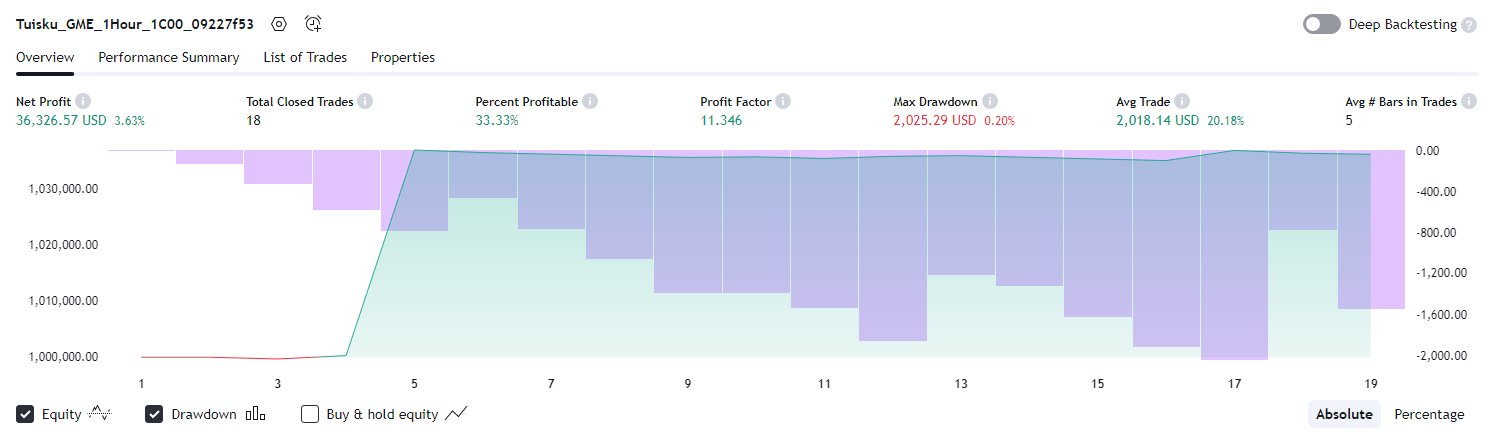 Tuisku_GME_1Hour_1C00_09227f53
Deep Backtesting ?
Overview Performance Summary List of Trades Properties
Net Profit Total Closed Trades Percent Profitable Profit Factor Max Drawdown Avg Trade Avg # Bars in Trades
36,326.57 USD 3.63% 18 33.33% 11.346 2,025.29 USD 0.20% 2,018.14 USD 20.18% 5
0.00
1,030,000.00
-400.00
-800.00
1,020,000.00
-1,200.00
1,010,000.00
-1,600.00
1,000,000.00
-2,000.00
1 3 5 7 9 11 13 15 17 19
Equity Drawdown Buy & hold equity Absolute Percentage